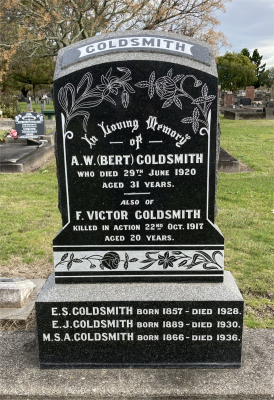 GOLDSMITH
In Loving Memory
OF
A.W.(BERT) GOLDSMITH
WHO DIED 29TH JUNE 1920
AGED 31 YEARS.
ALSO OF
F. VICTOR GOLDSMITH
KILLED IN ACTION 22ND OCT. 1917
AGED 20 YEARS.
E.S.GOLDSMITH BORN 1857 - DIED 1928.
E.J.GOLDSMITH BORN 1889 - DIED 1930.
M.S.A.GOLDSMITH BORN 1866 - DIED 1936.